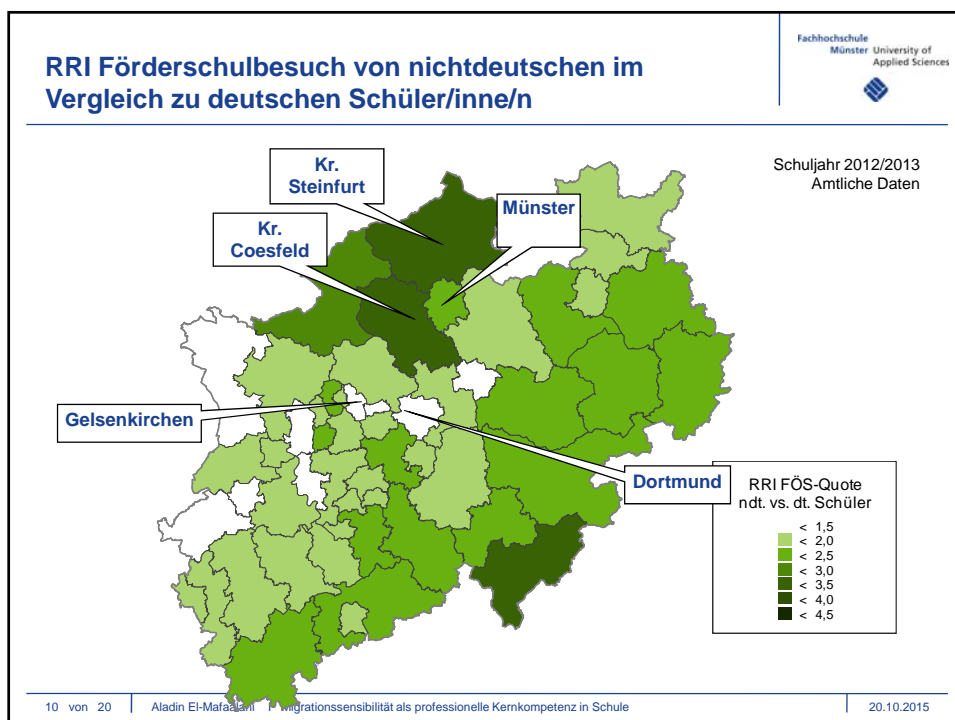 RRI Förderschulbesuch von nichtdeutschen im
Vergleich zu deutschen Schüler/inne/n
Fachhochschule
Münster University of
Applied Sciences
Schuljahr 2012/2013
Amtliche Daten
Kr.
Steinfurt
Münster
Kr.
Coesfeld
Gelsenkirchen
Dortmund
RRI FÖS-Quote
ndt. vs. dt. Schüler
< 1,5
< 2,0
< 2,5
< 3,0
< 3,5
< 4,0
< 4,5
10 von 20
Aladin El-Mafaalani I Migrationssensibilität als professionelle Kernkompetenz in Schule
20.10.2015